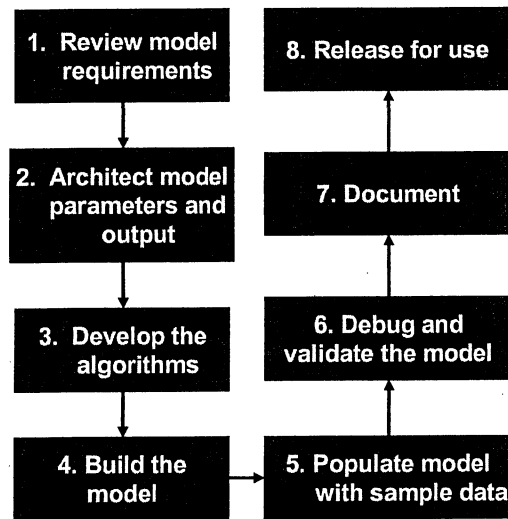 1. Review model
requirements
2. Architect model
parameters and
output
3. Develop the
algorithms
4. Build the
model
5. Populate model
with sample data
6. Debug and
validate the model
7. Document
8. Release for use